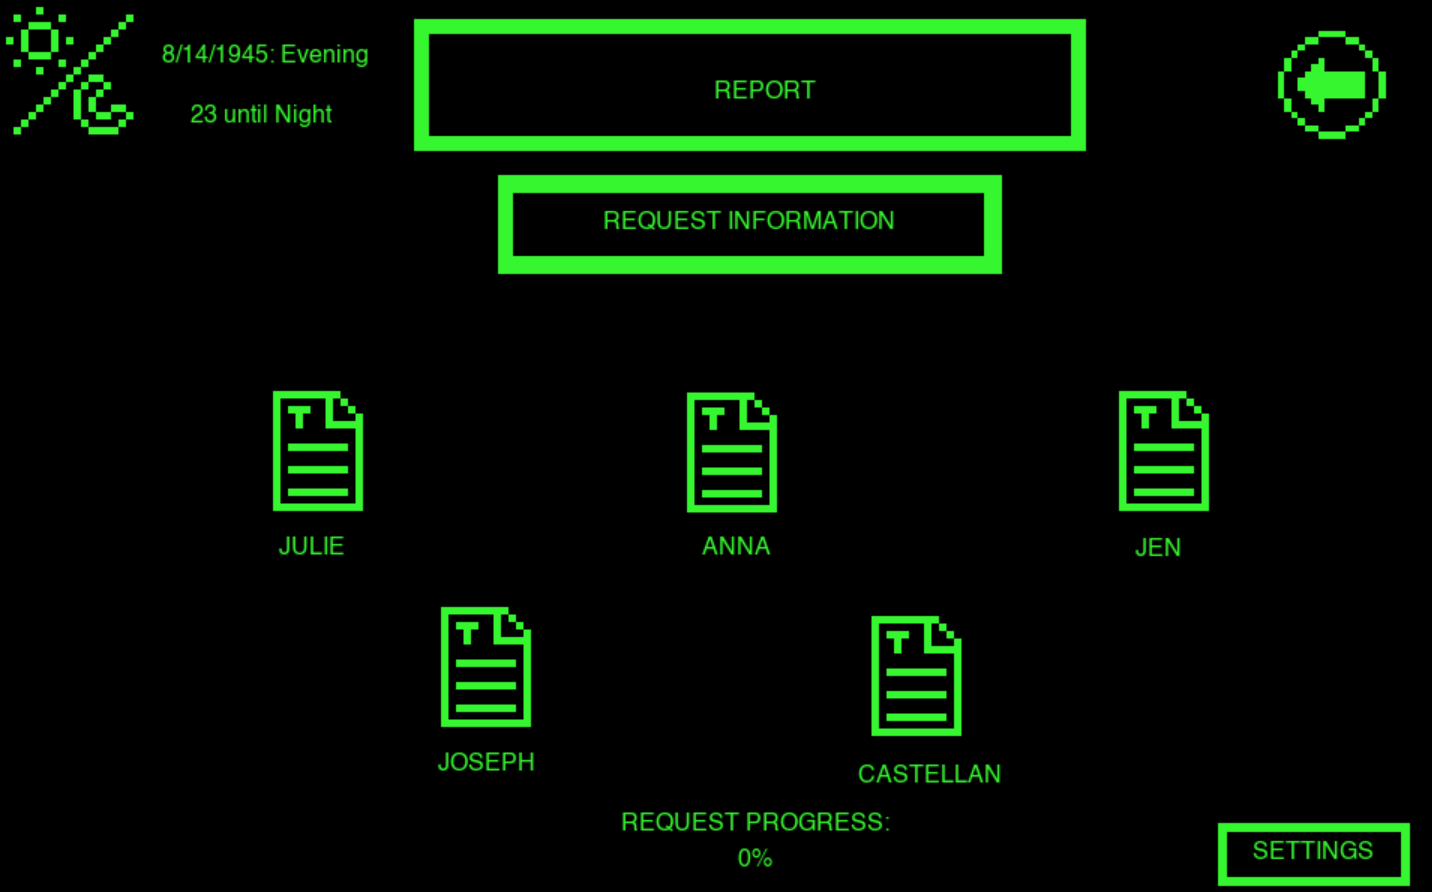 8/14/1945: Evening
23 until Night
REPORT
REQUEST INFORMATION
T
JULIE
T
ANNA
T
JEN
T
JOSEPH
T
CASTELLAN
REQUEST PROGRESS:
0%
SETTINGS